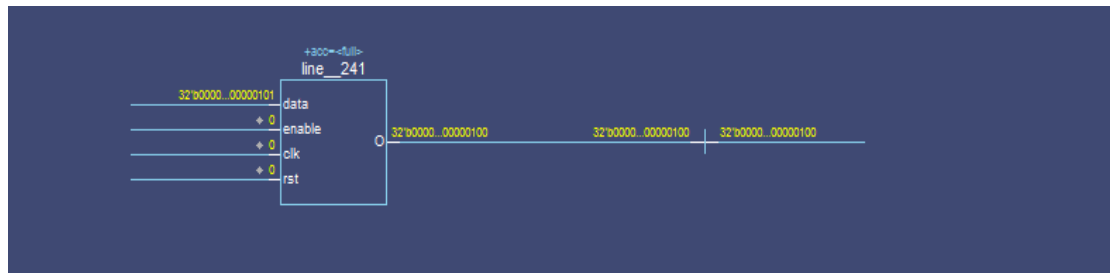 +acc=<full>
line__241
32'b0000...00000101 data
0 enable
0 clk
0 rst
O 32'b0000...00000100 32'b0000...00000100 32'b0000...00000100